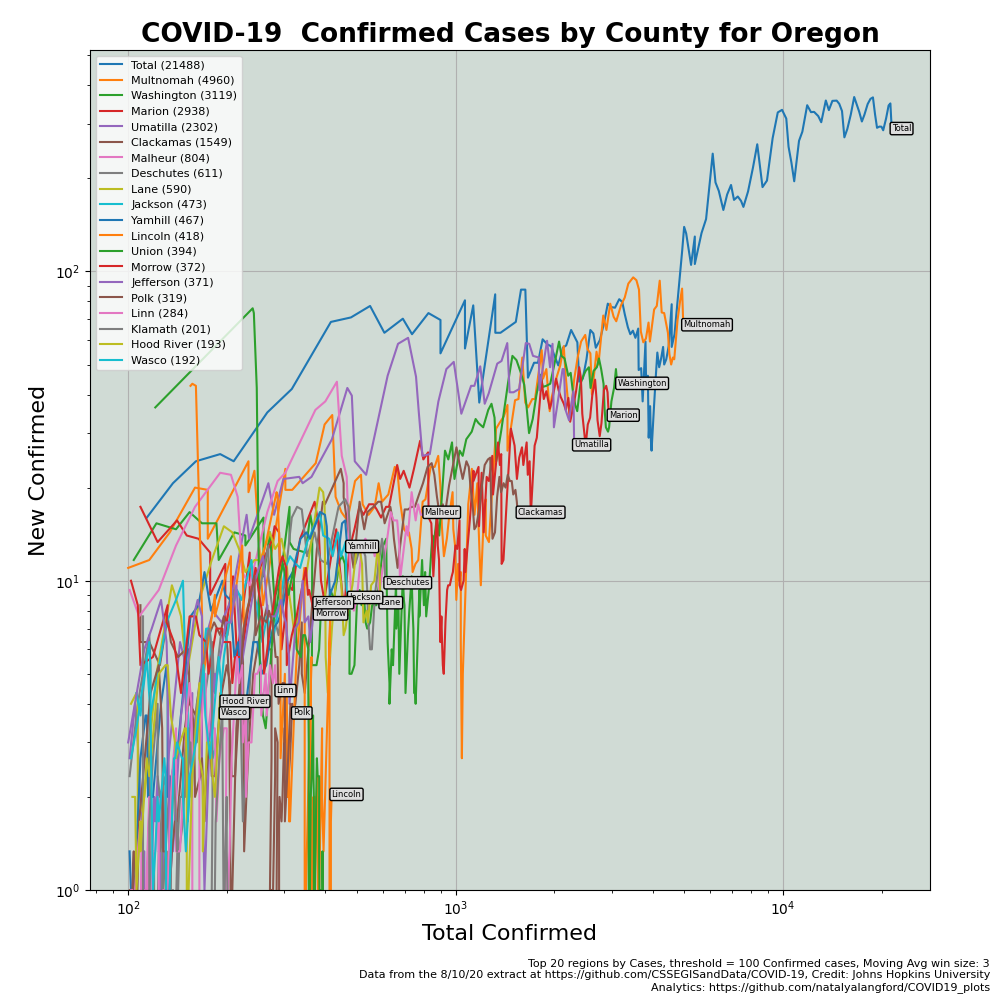 COVID-19  Confirmed Cases by County for Oregon
Total (21488)
Multnomah (4960)
Washington (3119)
Marion (2938)
Umatilla (2302)
Clackamas (1549)
Malheur (804)
Deschutes (611)
Lane (590)
Jackson (473)
Yamhill (467)
Lincoln (418)
Union (394)
Morrow (372)
Jefferson (371)
Polk (319)
Linn (284)
Klamath (201)
Hood River (193)
Wasco (192)
New Confirmed
10²
10¹
10⁰
Total
Multnomah
Washington
Marion
Umatilla
Malheur
Clackamas
Yamhill
Deschutes
Jefferson
Jackson
Lane
Morrow
Linn
Hood River
Wasco
Polk
Lincoln
10²
10³
10⁴
Total Confirmed
Top 20 regions by Cases, threshold = 100 Confirmed cases, Moving Avg win size: 3
Data from the 8/10/20 extract at https://github.com/CSSEGISandData/COVID-19, Credit: Johns Hopkins University
Analytics: https://github.com/natalyalangford/COVID19_plots